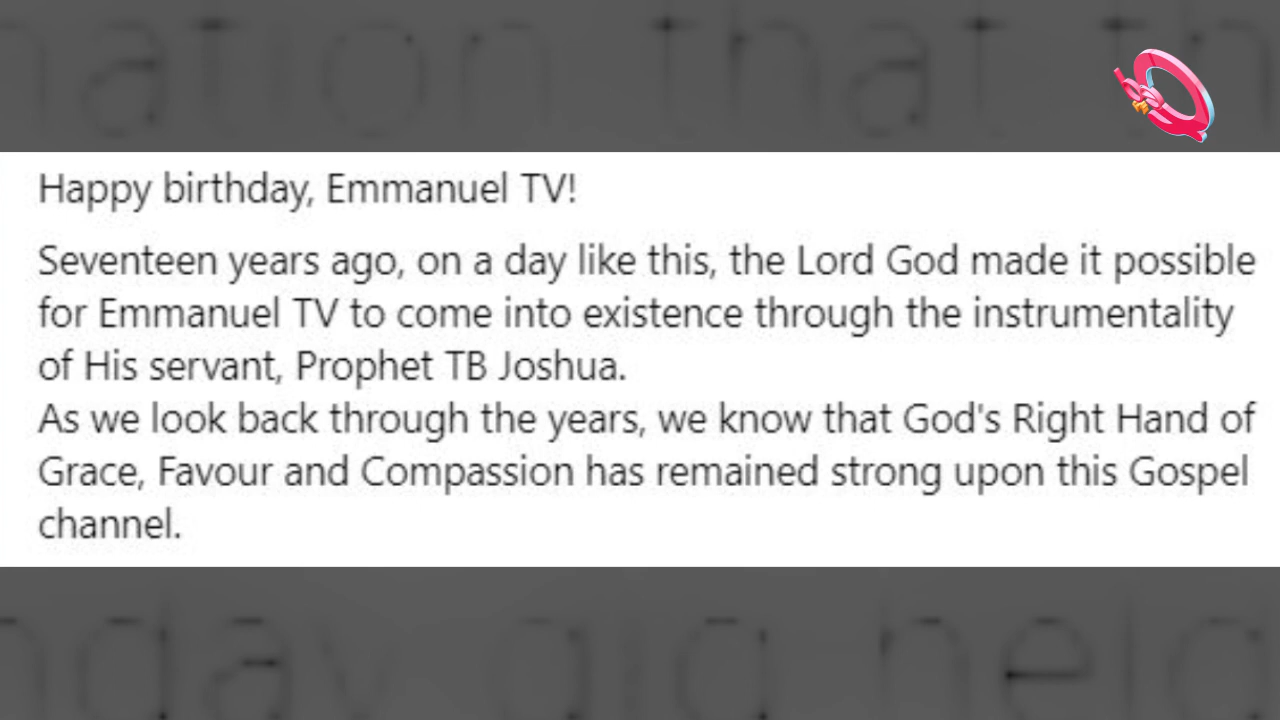 nation that th
Happy birthday, Emmanuel TV!
Seventeen years ago, on a day like this, the Lord God made it possible
for Emmanuel TV to come into existence through the instrumentality
of His servant, Prophet TB Joshua.
As we look back through the years, we know that God's Right Hand of
Grace, Favour and Compassion has remained strong upon this Gospel
channel.